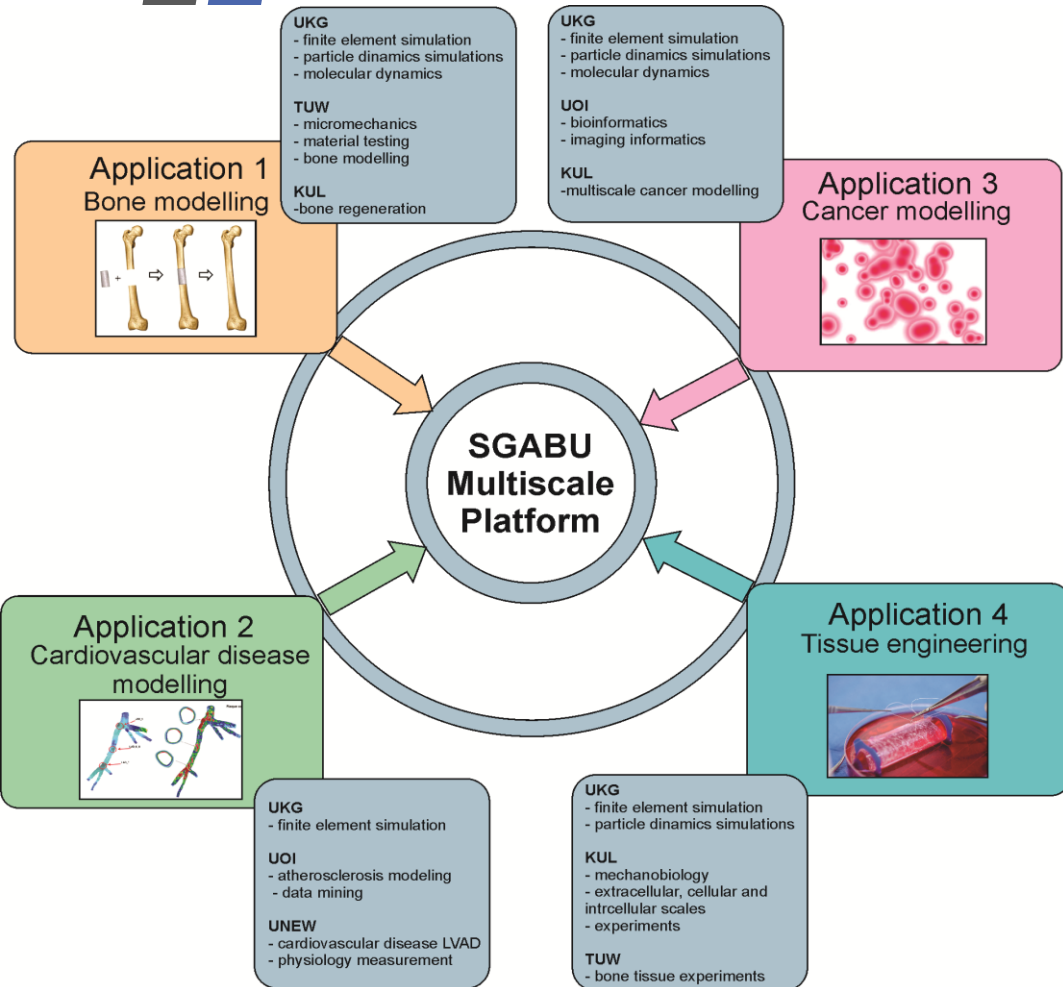 UKG
- finite element simulation
- particle dinamics simulations
- molecular dynamics
TUW
- micromechanics
- material testing
- bone modelling
KUL
-bone regeneration
UKG
- finite element simulation
- particle dinamics simulations
- molecular dynamics
UOI
- bioinformatics
- imaging informatics
KUL
-multiscale cancer modelling
Application 1
Bone modelling
+
Application 3
Cancer modelling
SGABU
Multiscale
Platform
Application 2
Cardiovascular disease
modelling
Application 4
Tissue engineering
UKG
- finite element simulation
UOI
- atherosclerosis modeling
- data mining
UNEW
- cardiovascular disease LVAD
- physiology measurement
UKG
- finite element simulation
- particle dinamics simulations
KUL
- mechanobiology
- extracellular, cellular and
intrcellular scales
- experiments
TUW
- bone tissue experiments